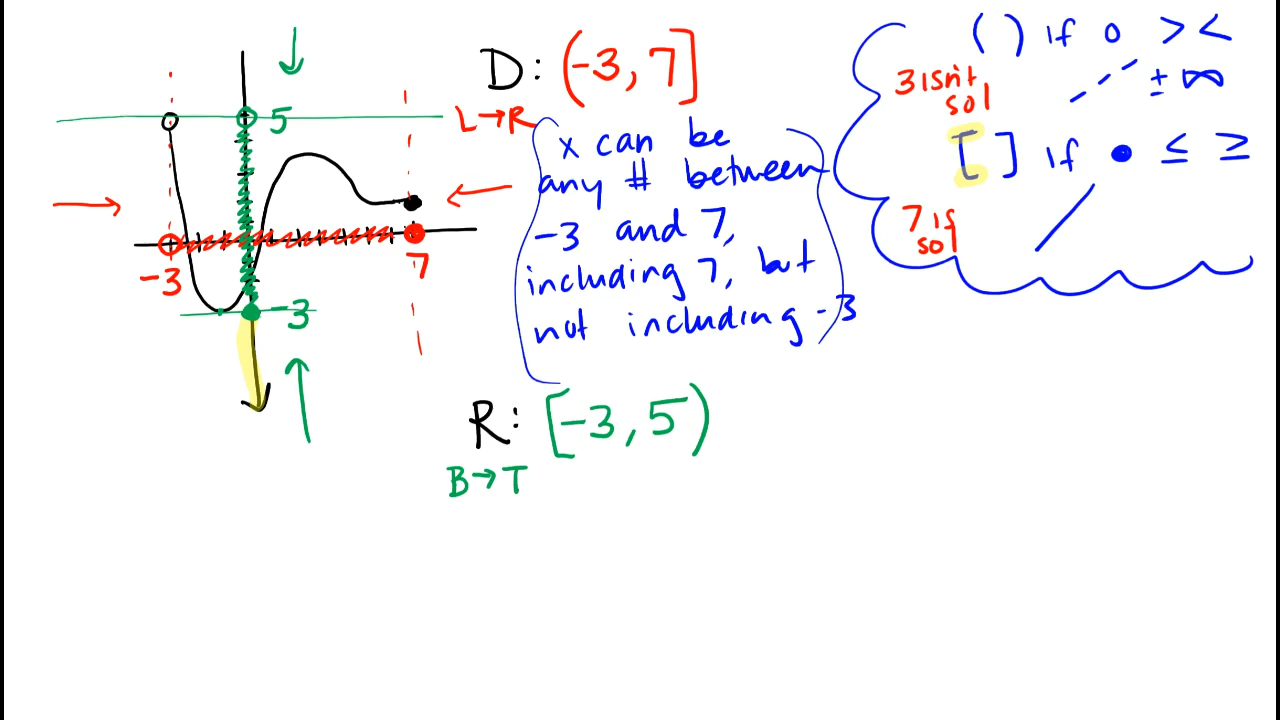 5
-3
7
-3
D: (-3, 7]
L→R
x can be
any # between
-3 and 7,
including 7, but
not including -3
R: [-3, 5)
B→T
( ) if o > <
3 isn't
sol
± ∞
[ ] if ● ≤ ≥
7 if
sol